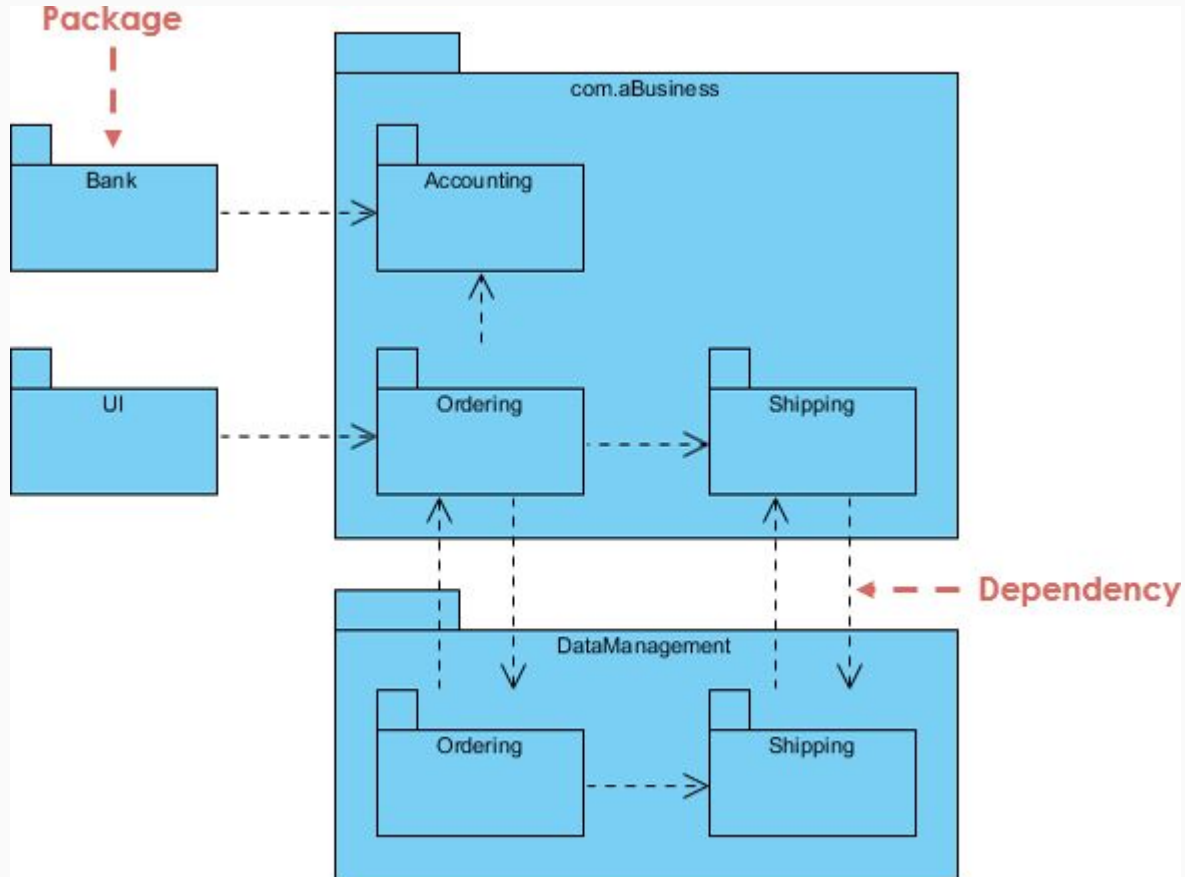 Package
com.aBusiness
Bank
Accounting
UI
Ordering
Shipping
Dependency
DataManagement
Ordering
Shipping